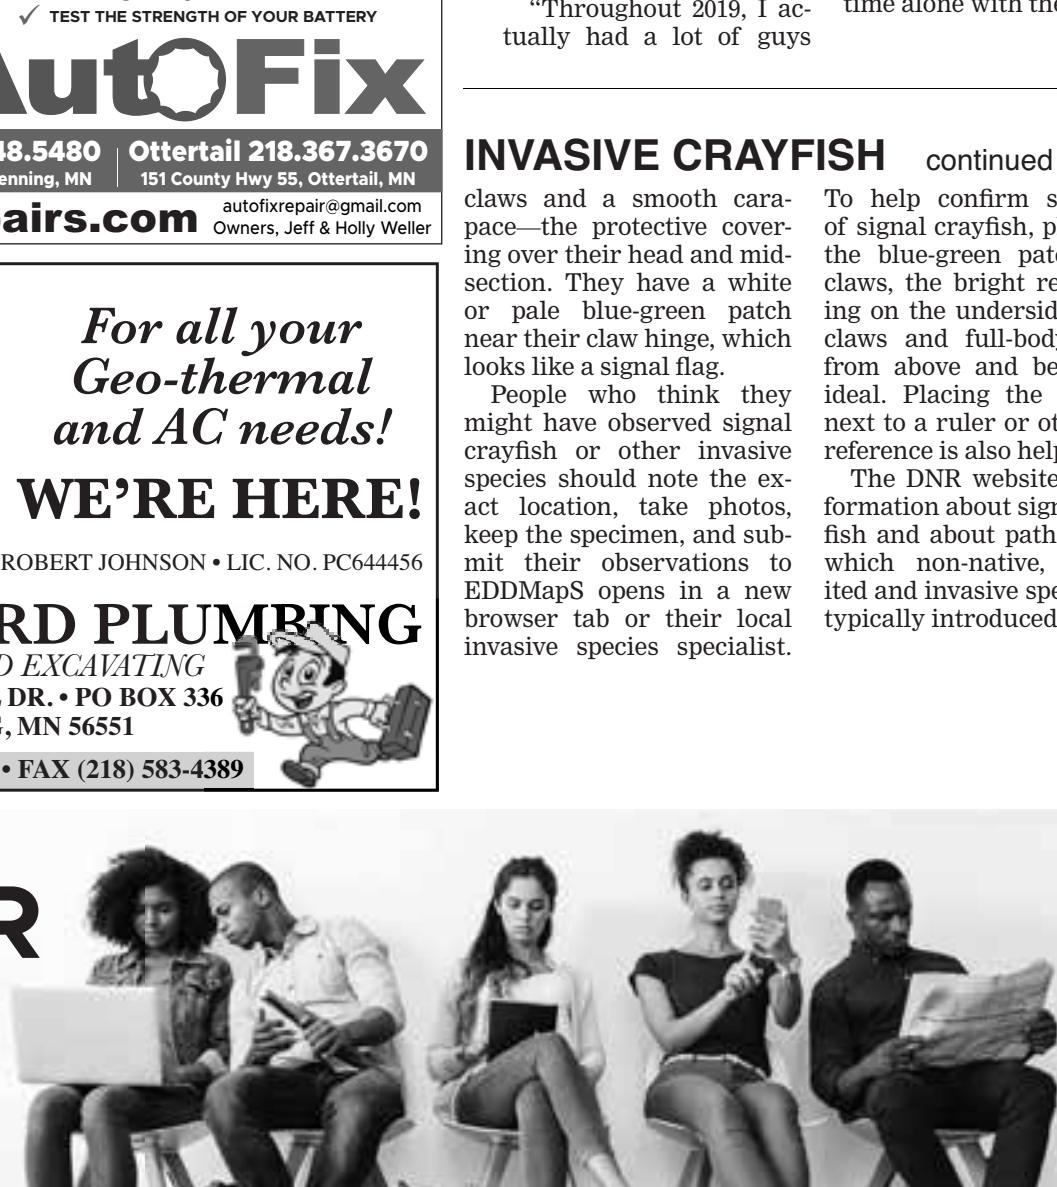 ✓ TEST THE STRENGTH OF YOUR BATTERY
AutoFix
48.5480
enning, MN
Ottertail 218.367.3670
151 County Hwy 55, Ottertail, MN
pairs.com
autofixrepair@gmail.com
Owners, Jeff & Holly Weller
For all your
Geo-thermal
and AC needs!
WE’RE HERE!
ROBERT JOHNSON • LIC. NO. PC644456
RD PLUMBING
D EXCAVATING
DR. • PO BOX 336
, MN 56551
• FAX (218) 583-4389
“Throughout 2019, I ac-
tually had a lot of guys
time alone with the
INVASIVE CRAYFISH continued
claws and a smooth cara-
pace—the protective cover-
ing over their head and mid-
section. They have a white
or pale blue-green patch
near their claw hinge, which
looks like a signal flag.
People who think they
might have observed signal
crayfish or other invasive
species should note the ex-
act location, take photos,
keep the specimen, and sub-
mit their observations to
EDDMapS opens in a new
browser tab or their local
invasive species specialist.
To help confirm s
of signal crayfish, p
the blue-green pat
claws, the bright re
ing on the undersid
claws and full-body
from above and be
ideal. Placing the
next to a ruler or ot
reference is also help
The DNR website
formation about sign
fish and about path
which non-native,
ited and invasive spe
typically introduced
R